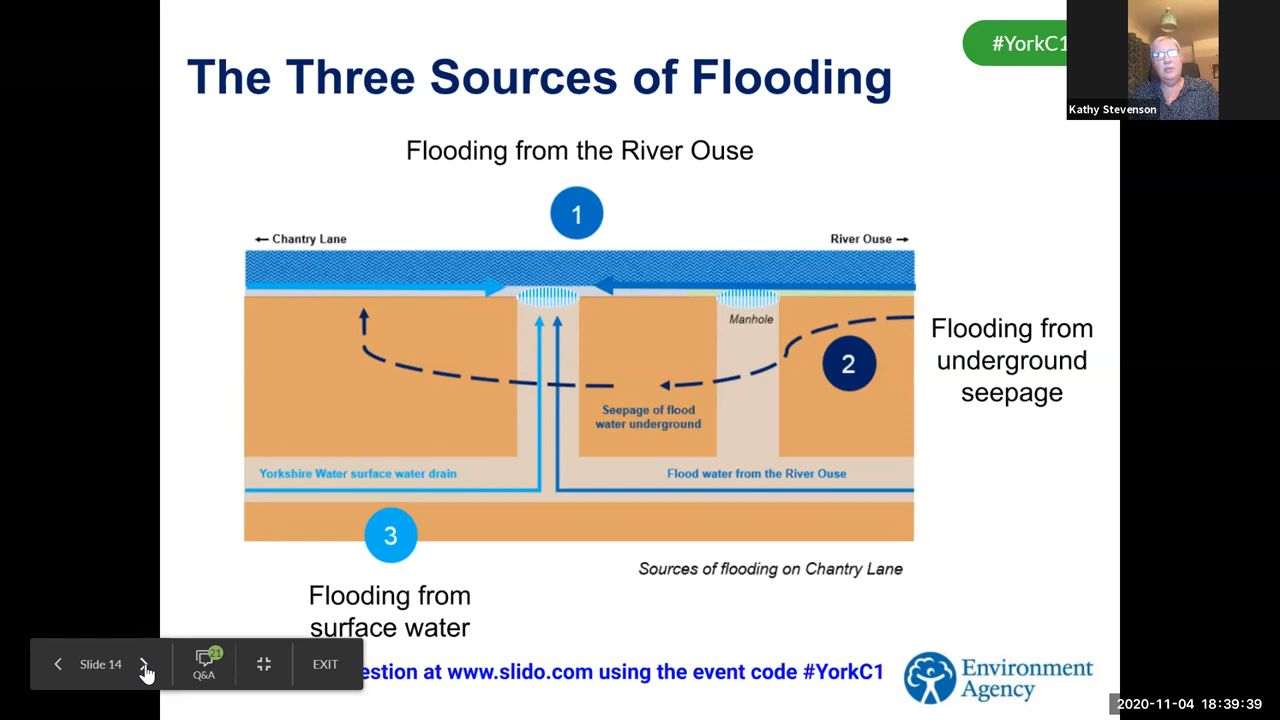 #YorkC1
The Three Sources of Flooding
Kathy Stevenson
Flooding from the River Ouse
1
← Chantry Lane
River Ouse →
Manhole
2
Flooding from
underground
seepage
Seepage of flood
water underground
Yorkshire Water surface water drain
Flood water from the River Ouse
3
Sources of flooding on Chantry Lane
Flooding from
surface water
Slide 14
21
Q&A
EXIT
estion at www.slido.com using the event code #YorkC1
Environment
Agency
2020-11-04 18:39:39